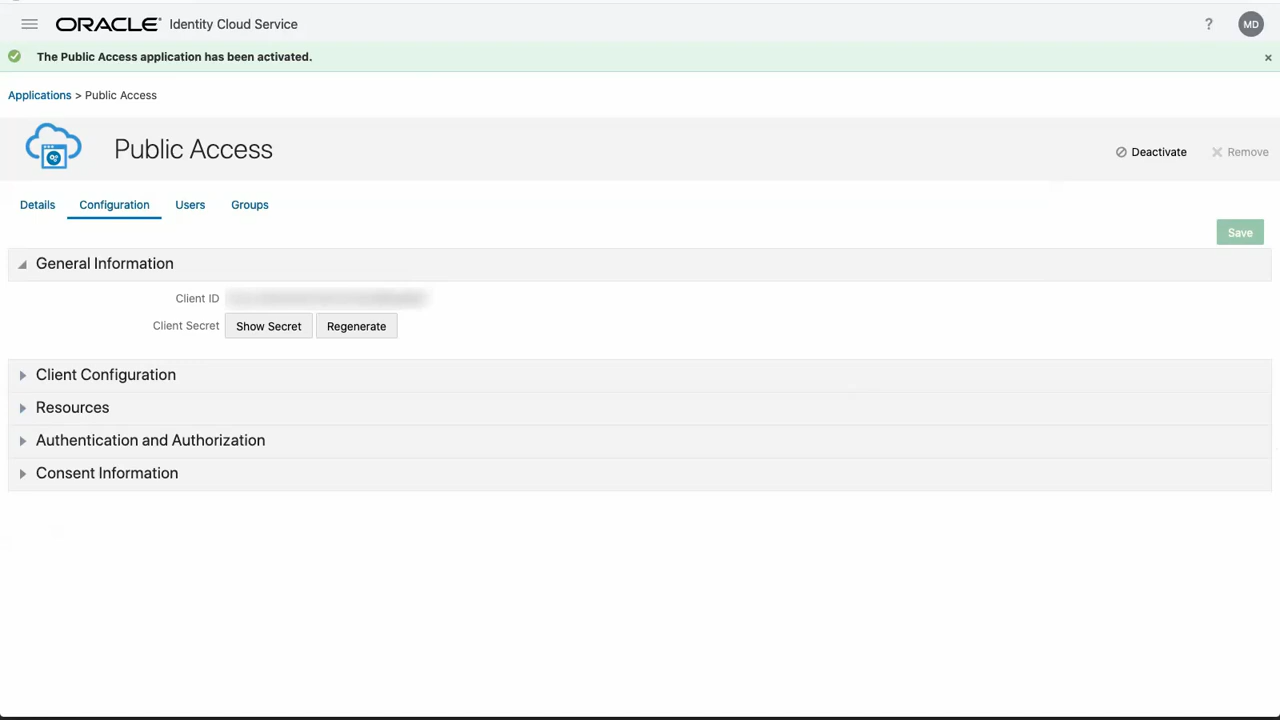 ORACLE® Identity Cloud Service ? MD
The Public Access application has been activated. ×
Applications > Public Access
Public Access
Deactivate Remove
Details Configuration Users Groups
Save
General Information
Client ID
Client Secret Show Secret Regenerate
Client Configuration
Resources
Authentication and Authorization
Consent Information